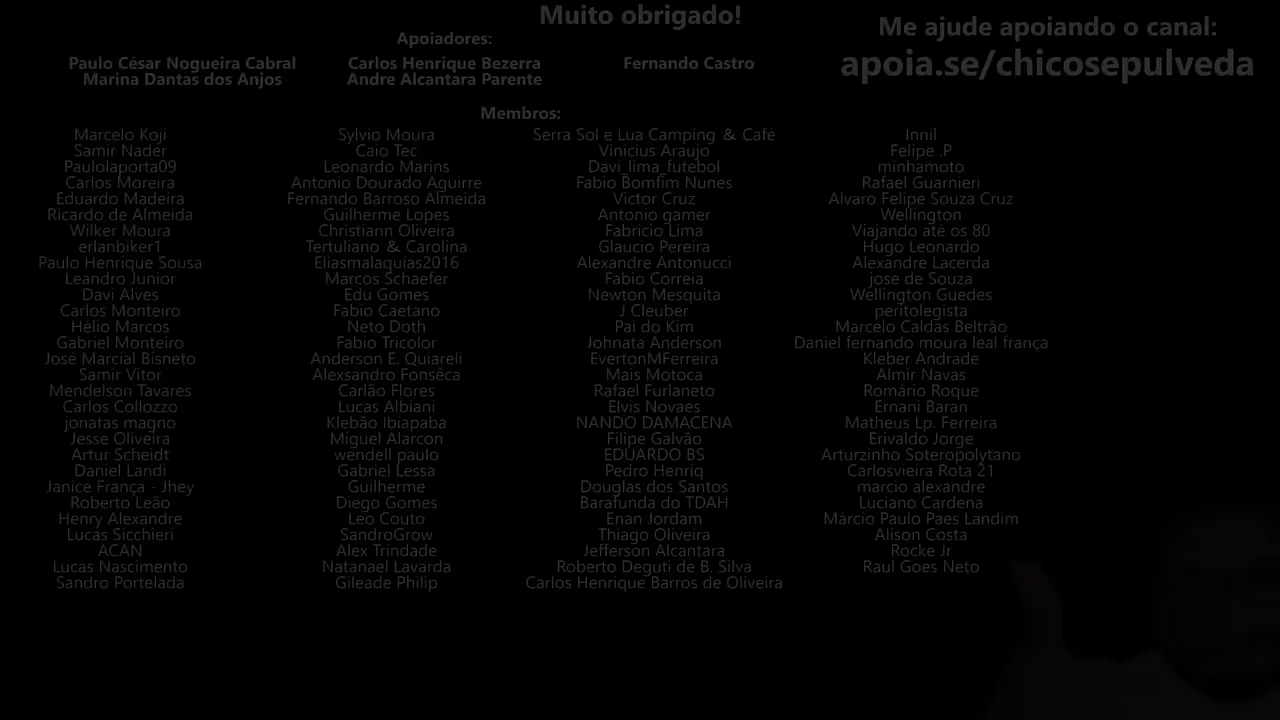 Muito obrigado!
Me ajude apoiando o canal:
apoia.se/chicosepulveda
Apoiadores:
Paulo César Nogueira Cabral
Marina Dantas dos Anjos
Carlos Henrique Bezerra
Andre Alcantara Parente
Fernando Castro
Membros:
Marcelo Koji
Samir Nader
Paulolaporta09
Carlos Moreira
Eduardo Madeira
Ricardo de Almeida
Wilker Moura
erlanbiker1
Paulo Henrique Sousa
Leandro Junior
Davi Alves
Carlos Monteiro
Hélio Marcos
Gabriel Monteiro
José Marcial Bisneto
Samir Vitor
Mendelson Tavares
Carlos Collozzo
jonatas magno
Jesse Oliveira
Artur Scheidt
Daniel Landi
Janice França - Jhey
Roberto Leão
Henry Alexandre
Lucas Sicchieri
ACAN
Lucas Nascimento
Sandro Portelada
Sylvio Moura
Caio Tec
Leonardo Marins
Antonio Dourado Aguirre
Fernando Barroso Almeida
Guilherme Lopes
Christiann Oliveira
Tertuliano & Carolina
Eliasmalaquias2016
Marcos Schaefer
Edu Gomes
Fabio Caetano
Neto Doth
Fabio Tricolor
Anderson E. Quiareli
Alexsandro Fonsêca
Carlão Flores
Lucas Albiani
Klebão Ibiapaba
Miguel Alarcon
wendell paulo
Gabriel Lessa
Guilherme
Diego Gomes
Leo Couto
SandroGrow
Alex Trindade
Natanael Lavarda
Gileade Philip
Serra Sol e Lua Camping & Café
Vinicius Araujo
Davi_lima_futebol
Fabio Bomfim Nunes
Victor Cruz
Antonio gamer
Fabricio Lima
Glaucio Pereira
Alexandre Antonucci
Fabio Correia
Newton Mesquita
J Cleuber
Pai do Kim
Johnata Anderson
EvertonMFerreira
Mais Motoca
Rafael Furlaneto
Elvis Novaes
NANDO DAMACENA
Filipe Galvão
EDUARDO BS
Pedro Henriq
Douglas dos Santos
Barafunda do TDAH
Enan Jordam
Thiago Oliveira
Jefferson Alcantara
Roberto Deguti de B. Silva
Carlos Henrique Barros de Oliveira
Innil
Felipe .P
minhamoto
Rafael Guarnieri
Alvaro Felipe Souza Cruz
Wellington
Viajando até os 80
Hugo Leonardo
Alexandre Lacerda
jose de Souza
Wellington Guedes
peritolegista
Marcelo Caldas Beltrão
Daniel fernando moura leal frança
Kleber Andrade
Almir Navas
Romário Roque
Ernani Baran
Matheus Lp. Ferreira
Erivaldo Jorge
Arturzinho Soteropolytano
Carlosvieira Rota 21
marcio alexandre
Luciano Cardena
Márcio Paulo Paes Landim
Alison Costa
Rocke Jr
Raul Goes Neto